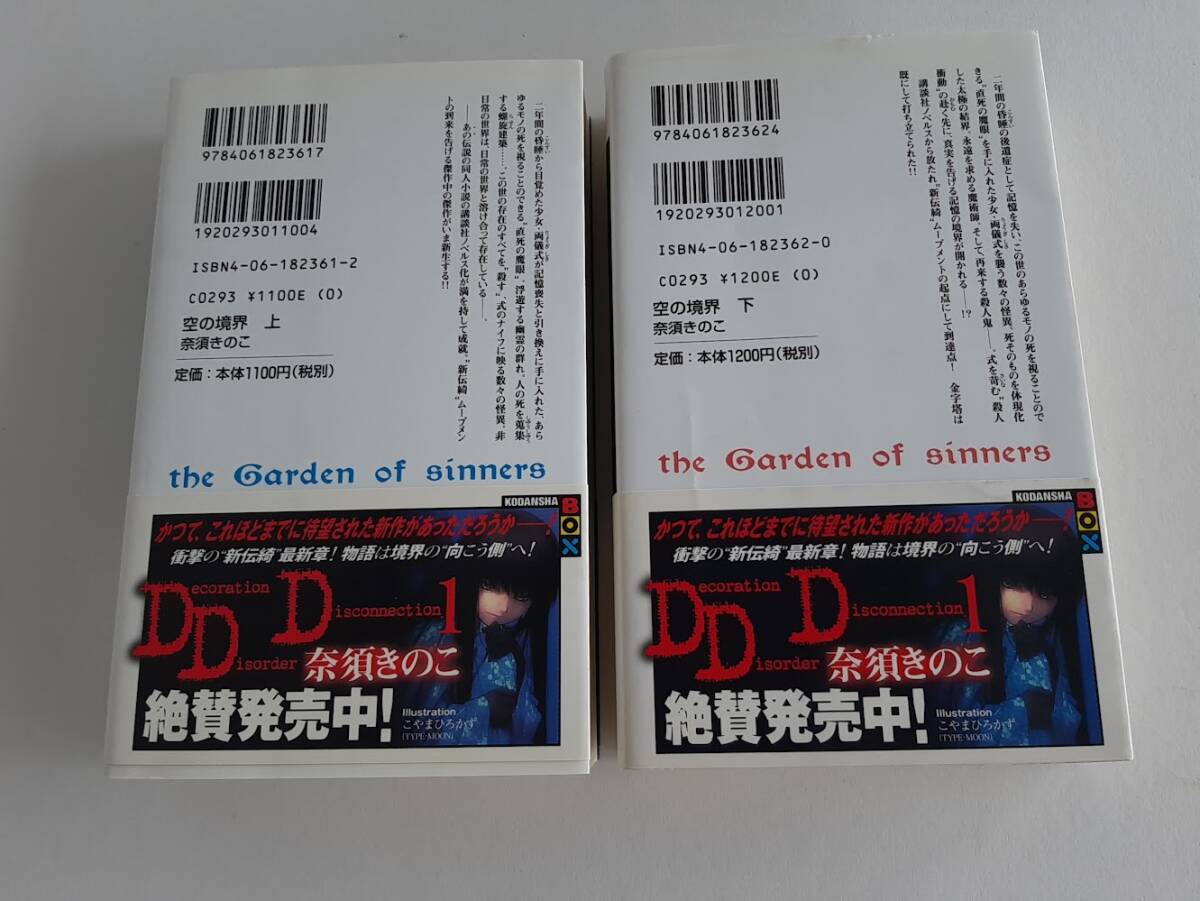 9784061823617
1920293011004
ISBN4-06-182361-2
C0293 ¥1100E (0)
空の境界 上
奈須きのこ
定価：本体1100円(税別)
二年間の昏睡から目覚めた少女・両儀式が記憶喪失と引き換えに手に入れた、あら
ゆるモノの死を視ることのできる“直死の魔眼”。浮遊する幽霊の群れ。人の死を蒐集
する螺旋建築……。この世の存在のすべてを“殺す”、式のナイフに映る数々の怪異。非
日常の世界は、日常の世界と溶け合って存在している――。
――あの伝説の同人小説の講談社ノベルス化が満を持して成就。“新伝綺”ムーブメン
トの到来を告げる傑作中の傑作がいま新生する!!
the Garden of sinners
KODANSHA
BOX
かつて、これほどまでに待望された新作があっただろうか――!
衝撃の“新伝綺”最新章！物語は境界の“向こう側”へ！
Decoration
Disorder
Disconnection 1
奈須きのこ
絶賛発売中！
Illustration
こやまひろかず
(TYPE-MOON)
9784061823624
1920293012001
ISBN4-06-182362-0
C0293 ¥1200E (0)
空の境界 下
奈須きのこ
定価：本体1200円(税別)
二年間の昏睡の後遺症として記憶を失い、この世のあらゆるモノの死を視ることので
きる“直死の魔眼”を手に入れた少女・両儀式を襲う数々の怪異。死そのものを体現化
した太極の結界。永遠を求める魔術師。そして、再来する殺人鬼――。式を苛む“殺人
衝動”の赴く先に、真実を告げる記憶の境界が開かれる――!?
講談社ノベルスから放たれ“新伝綺”ムーブメントの起点にして到達点！ 金字塔は
既にして打ち立てられた!!
the Garden of sinners
KODANSHA
BOX
かつて、これほどまでに待望された新作があっただろうか――!
衝撃の“新伝綺”最新章！物語は境界の“向こう側”へ！
Decoration
Disorder
Disconnection 1
奈須きのこ
絶賛発売中！
Illustration
こやまひろかず
(TYPE-MOON)